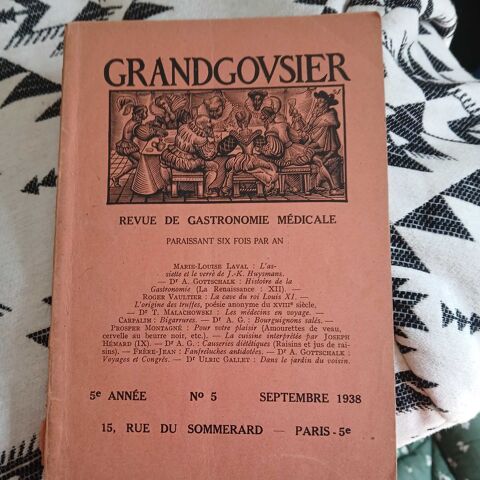 GRANDGOVSIER
REVUE DE GASTRONOMIE MÉDICALE
PARAISSANT SIX FOIS PAR AN
MARIE-LOUISE LAVAL : L'as-
siette et le verre de J.-K. Huysmans.
— Dr A. GOTTSCHALK : Histoire de la
Gastronomie (La Renaissance : XII). —
ROGER VAULTIER : La cave du roi Louis XI. —
L'origine des truffes, poésie anonyme du XVIIIe siècle.
— Dr T. MALACHOWSKI : Les médecins en voyage. —
CARPALIM : Bigarrures. — Dr A. G. : Bourguignons salés. —
PROSPER MONTAGNÉ : Pour votre plaisir (Amourettes de veau,
cervelle au beurre noir, etc.). — La cuisine interprétée par JOSEPH
HÉMARD (IX). — Dr A. G. : Causeries diététiques (Raisins et jus de rai-
sins). — FRÈRE-JEAN : Fanfreluches antidotées. — Dr A. GOTTSCHALK :
Voyages et Congrès. — Dr ULRIC GALLET : Dans le jardin du voisin.
5e ANNÉE No 5 SEPTEMBRE 1938
15, RUE DU SOMMERARD — PARIS-5e